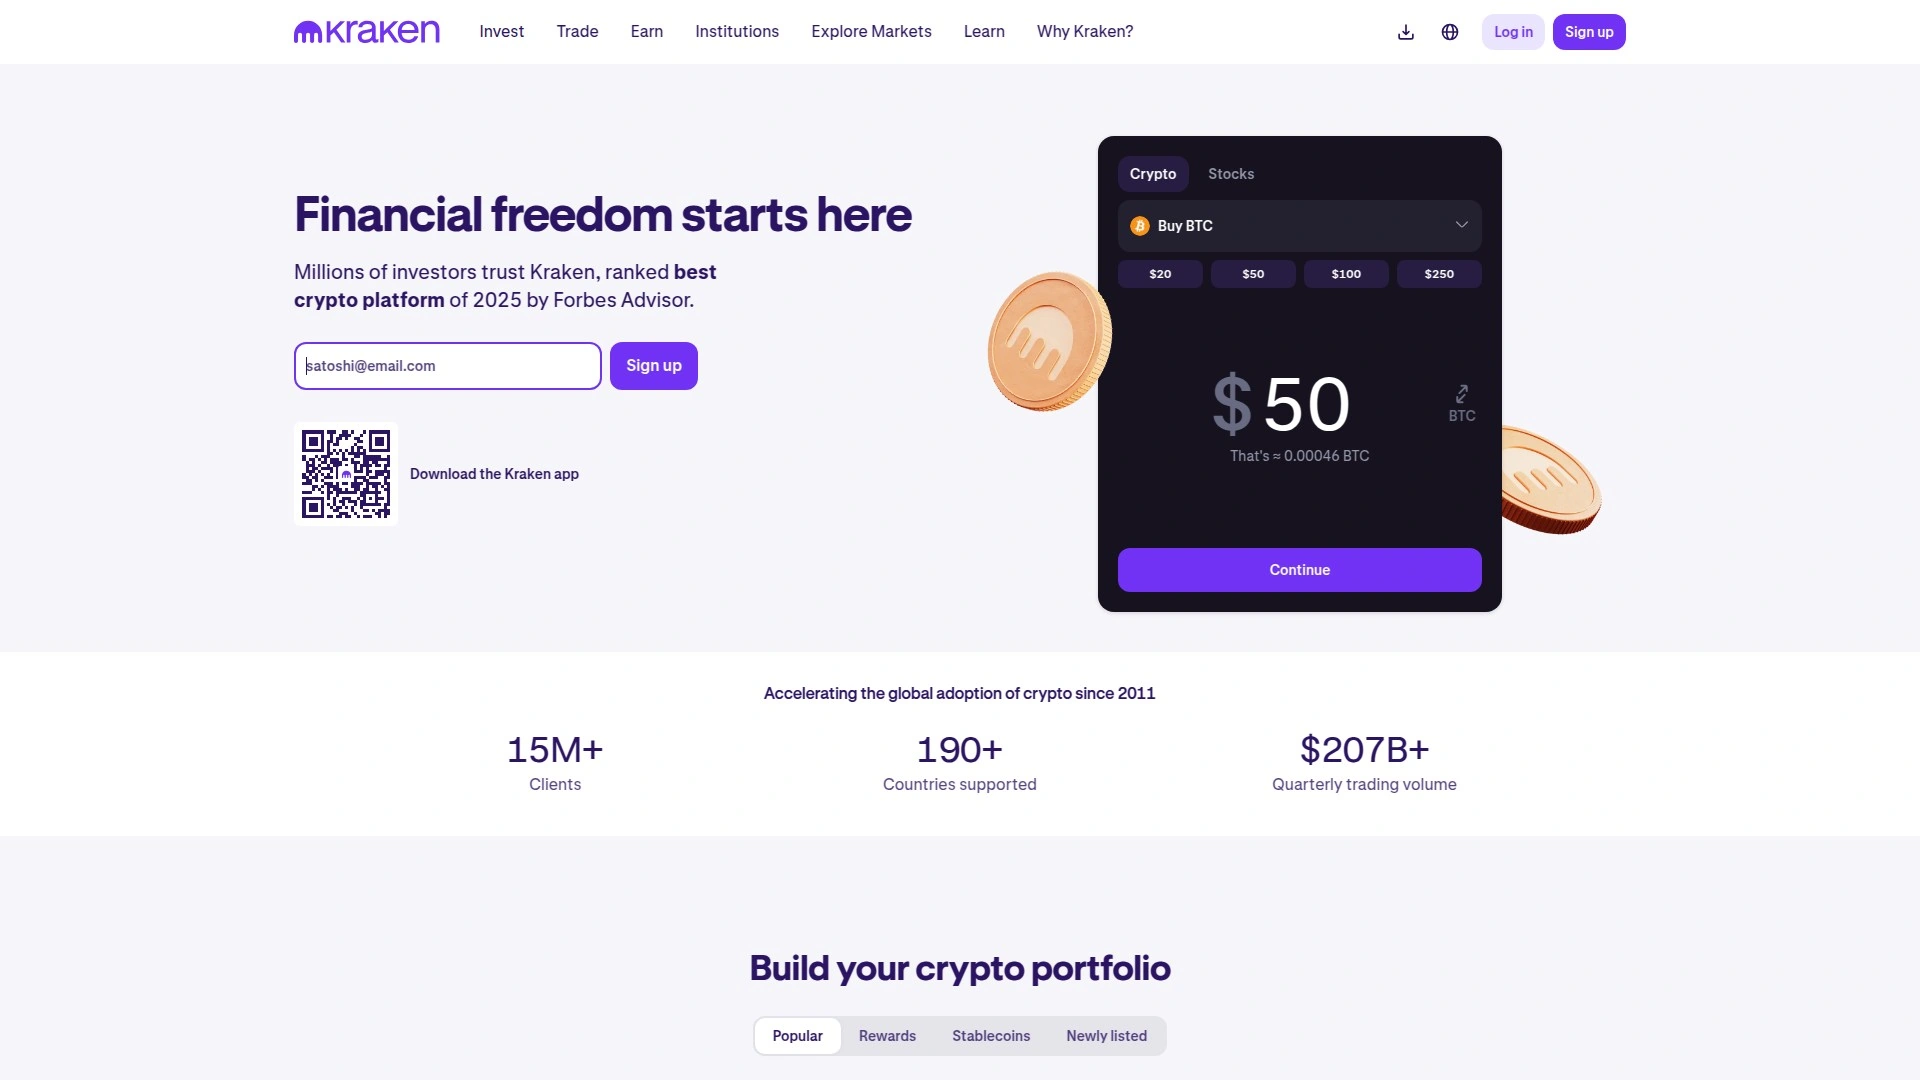 kraken
Invest
Trade
Earn
Institutions
Explore Markets
Learn
Why Kraken?
Log in
Sign up
Financial freedom starts here
Millions of investors trust Kraken, ranked best
crypto platform of 2025 by Forbes Advisor.
satoshi@email.com
Sign up
Download the Kraken app
Crypto
Stocks
Buy BTC
$20
$50
$100
$250
$50
BTC
That's ≈ 0.00046 BTC
Continue
Accelerating the global adoption of crypto since 2011
15M+
Clients
190+
Countries supported
$207B+
Quarterly trading volume
Build your crypto portfolio
Popular
Rewards
Stablecoins
Newly listed